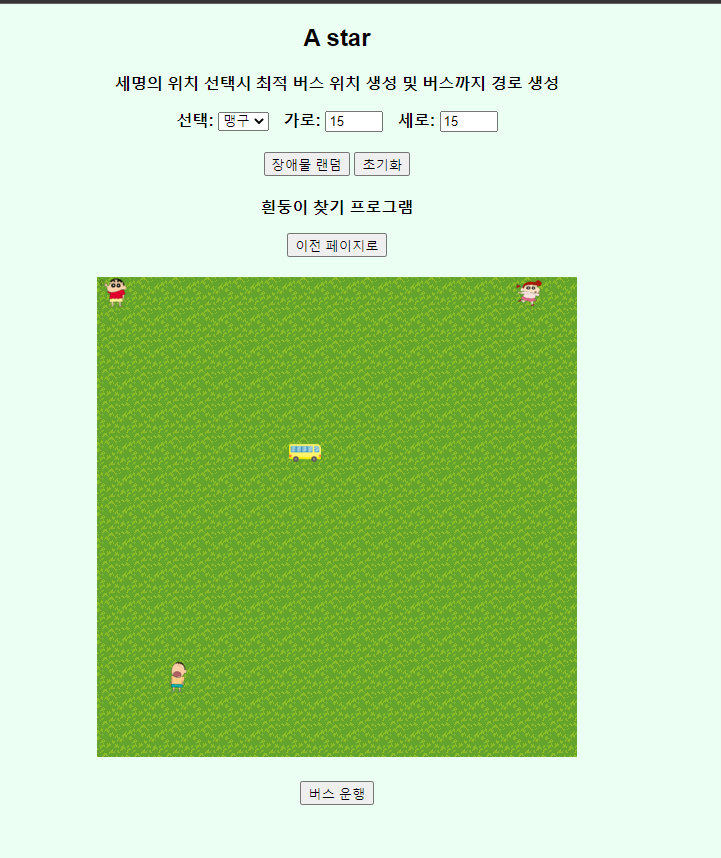 A star
세명의 위치 선택시 최적 버스 위치 생성 및 버스까지 경로 생성
선택: 맹구 가로: 15 세로: 15
장애물 랜덤 초기화
흰둥이 찾기 프로그램
이전 페이지로
버스 운행